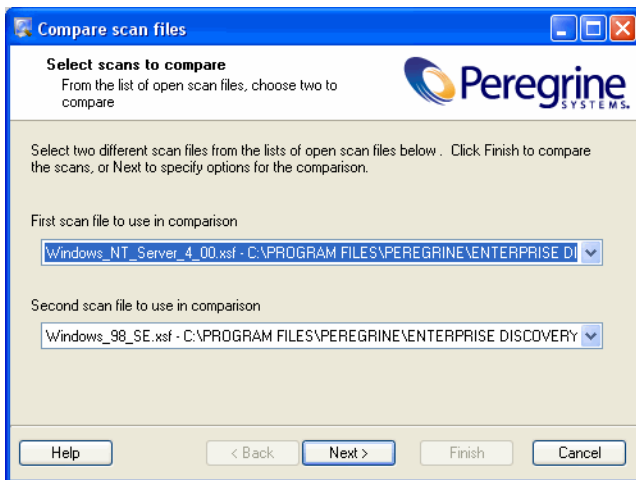 Compare scan files
Select scans to compare
From the list of open scan files, choose two to
compare
Peregrine
SYSTEMS.
Select two different scan files from the lists of open scan files below . Click Finish to compare
the scans, or Next to specify options for the comparison.
First scan file to use in comparison
Windows_NT_Server_4_00.xsf - C:\PROGRAM FILES\PEREGRINE\ENTERPRISE DI
Second scan file to use in comparison
Windows_98_SE.xsf - C:\PROGRAM FILES\PEREGRINE\ENTERPRISE DISCOVERY
Help
< Back
Next >
Finish
Cancel